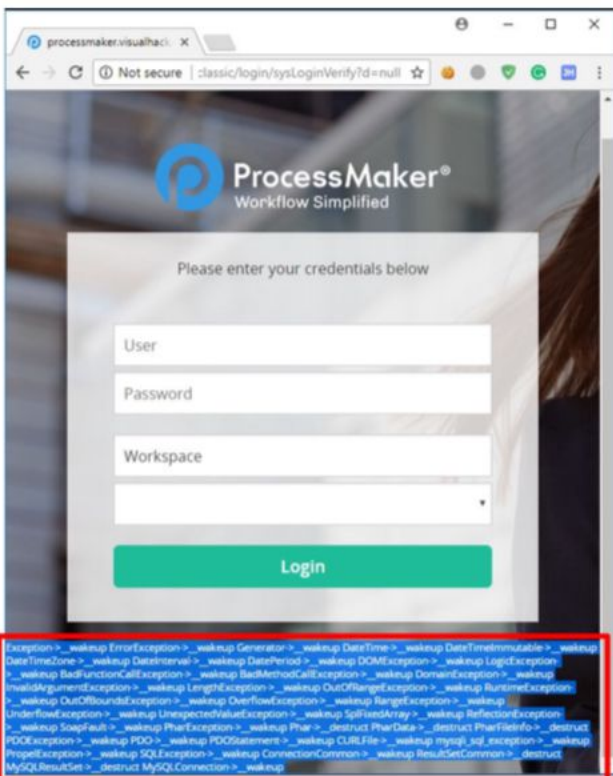 processmaker.visualhack
Not secure | :lassic/login/sysLoginVerify?d=null
ProcessMaker®
Workflow Simplified
Please enter your credentials below
User
Password
Workspace
Login
Exception->__wakeup ErrorException->__wakeup Generator->__wakeup DateTime->__wakeup DateTimeImmutable->__wakeup
DateTimeZone->__wakeup DateInterval->__wakeup DatePeriod->__wakeup DOMException->__wakeup LogicException-
>__wakeup BadFunctionCallException->__wakeup BadMethodCallException->__wakeup DomainException->__wakeup
InvalidArgumentException->__wakeup LengthException->__wakeup OutOfRangeException->__wakeup RuntimeException-
>__wakeup OutOfBoundsException->__wakeup OverflowException->__wakeup RangeException->__wakeup
UnderflowException->__wakeup UnexpectedValueException->__wakeup SplFixedArray->__wakeup ReflectionException-
>__wakeup SoapFault->__wakeup PharException->__wakeup Phar->__destruct PharData->__destruct PharFileInfo->__destruct
PDOException->__wakeup PDO->__wakeup PDOStatement->__wakeup CURLFile->__wakeup mysqli_sql_exception->__wakeup
PropelException->__wakeup SQLException->__wakeup ConnectionCommon->__wakeup ResultSetCommon->__destruct
MySQLResultSet->__destruct MySQLConnection->__wakeup